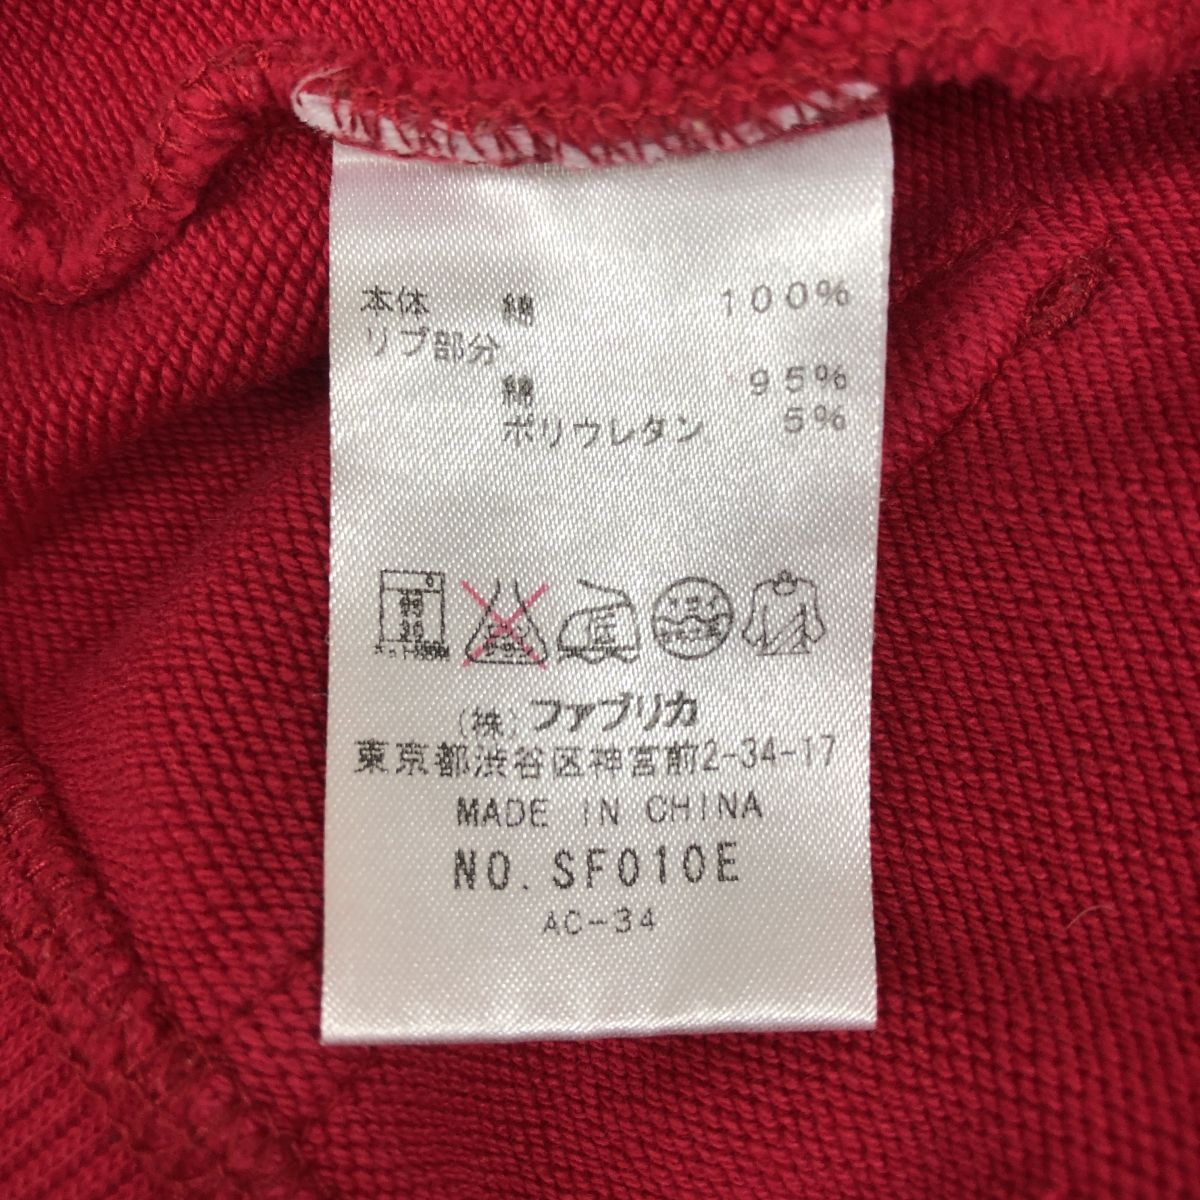 本体 綿 100%
リブ部分
綿 95%
ポリウレタン 5%
(株)ファブリカ
東京都渋谷区神宮前2-34-17
MADE IN CHINA
NO. SF010E
AC-34